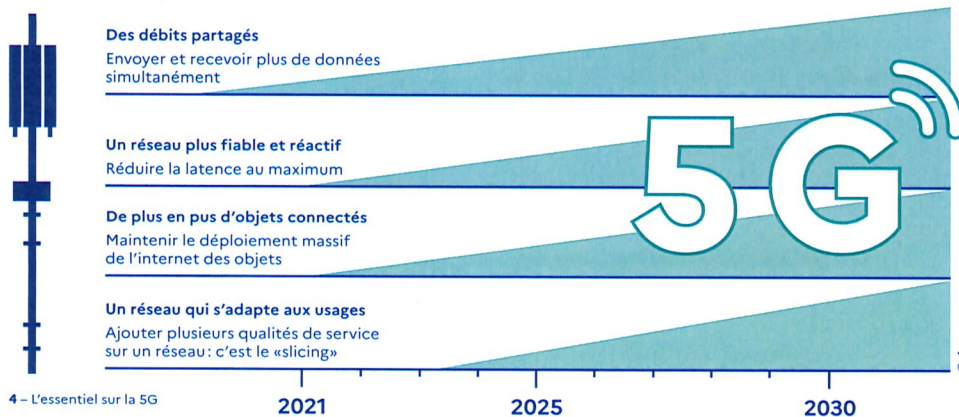 Des débits partagés
Envoyer et recevoir plus de données
simultanément
Un réseau plus fiable et réactif
Réduire la latence au maximum
De plus en pus d'objets connectés
Maintenir le déploiement massif
de l'internet des objets
Un réseau qui s'adapte aux usages
Ajouter plusieurs qualités de service
sur un réseau: c'est le «slicing»
5G
2021
2025
2030
4 – L'essentiel sur la 5G